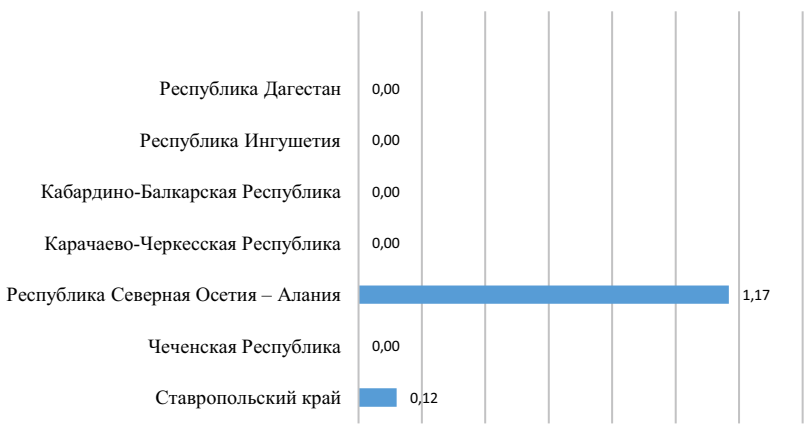 Республика Дагестан 0,00
Республика Ингушетия 0,00
Кабардино-Балкарская Республика 0,00
Карачаево-Черкесская Республика 0,00
Республика Северная Осетия – Алания 1,17
Чеченская Республика 0,00
Ставропольский край 0,12